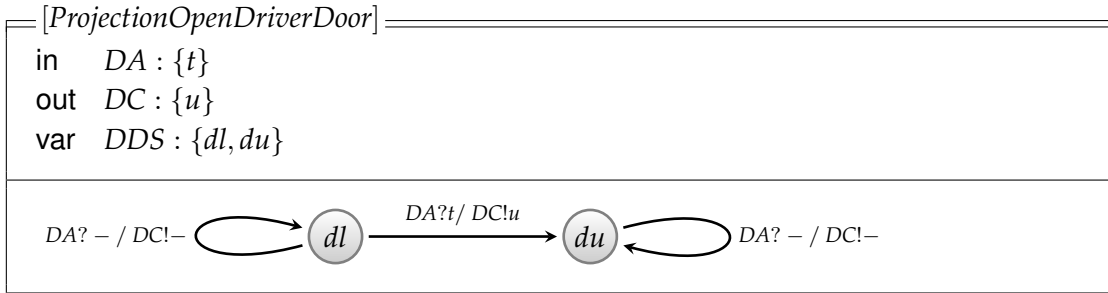 [ProjectionOpenDriverDoor]
in DA : {t}
out DC : {u}
var DDS : {dl, du}
DA?t/ DC!u
DA? − / DC!− dl du DA? − / DC!−